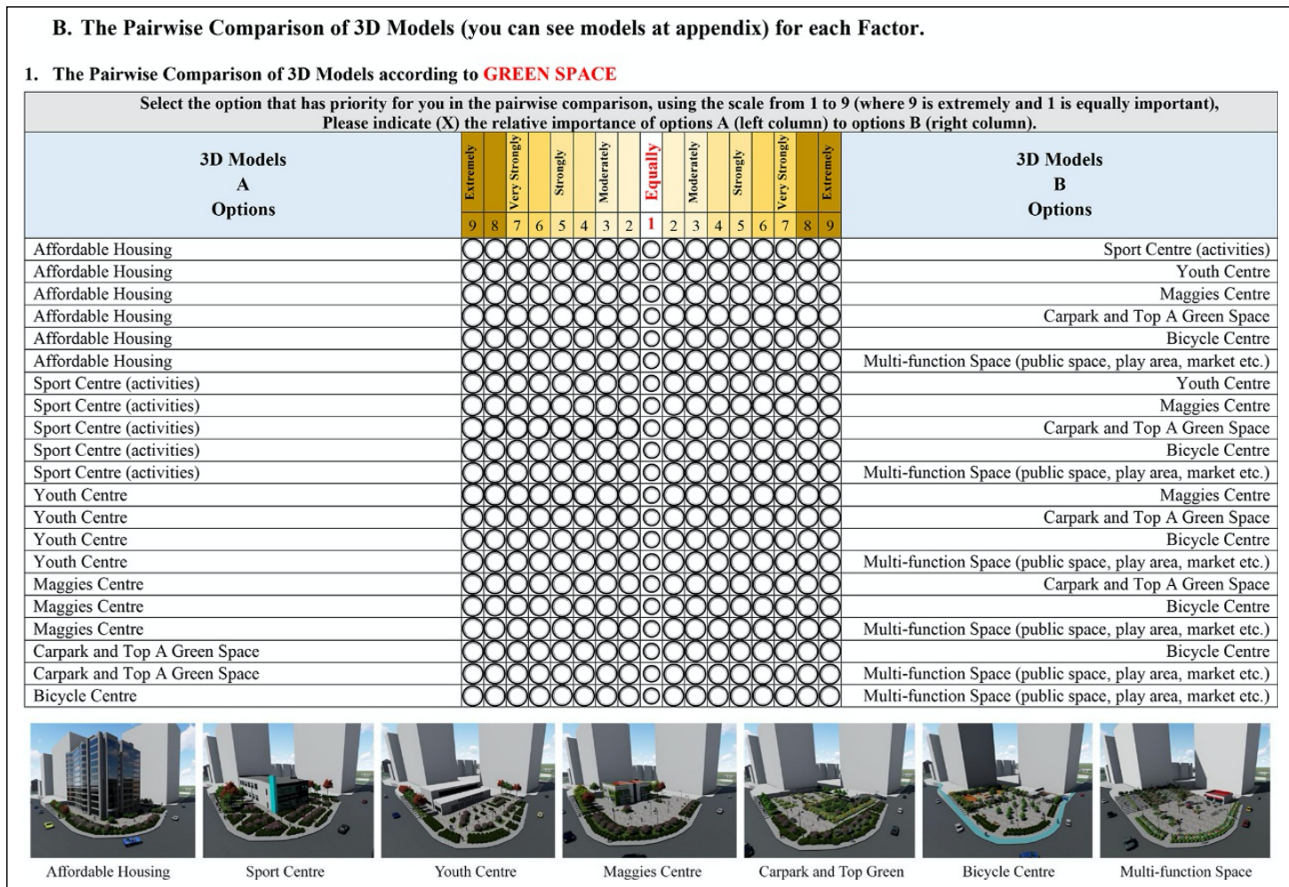 B. The Pairwise Comparison of 3D Models (you can see models at appendix) for each Factor.
1. The Pairwise Comparison of 3D Models according to GREEN SPACE
Select the option that has priority for you in the pairwise comparison, using the scale from 1 to 9 (where 9 is extremely and 1 is equally important),
Please indicate (X) the relative importance of options A (left column) to options B (right column).
3D Models
A
Options
Extremely
Very Strongly
Strongly
Moderately
Equally
Moderately
Strongly
Very Strongly
Extremely
3D Models
B
Options
9 8 7 6 5 4 3 2 1 2 3 4 5 6 7 8 9
Affordable Housing Sport Centre (activities)
Affordable Housing Youth Centre
Affordable Housing Maggies Centre
Affordable Housing Carpark and Top A Green Space
Affordable Housing Bicycle Centre
Affordable Housing Multi-function Space (public space, play area, market etc.)
Sport Centre (activities) Youth Centre
Sport Centre (activities) Maggies Centre
Sport Centre (activities) Carpark and Top A Green Space
Sport Centre (activities) Bicycle Centre
Sport Centre (activities) Multi-function Space (public space, play area, market etc.)
Youth Centre Maggies Centre
Youth Centre Carpark and Top A Green Space
Youth Centre Bicycle Centre
Youth Centre Multi-function Space (public space, play area, market etc.)
Maggies Centre Carpark and Top A Green Space
Maggies Centre Bicycle Centre
Maggies Centre Multi-function Space (public space, play area, market etc.)
Carpark and Top A Green Space Bicycle Centre
Carpark and Top A Green Space Multi-function Space (public space, play area, market etc.)
Bicycle Centre Multi-function Space (public space, play area, market etc.)
Affordable Housing Sport Centre Youth Centre Maggies Centre Carpark and Top Green Bicycle Centre Multi-function Space